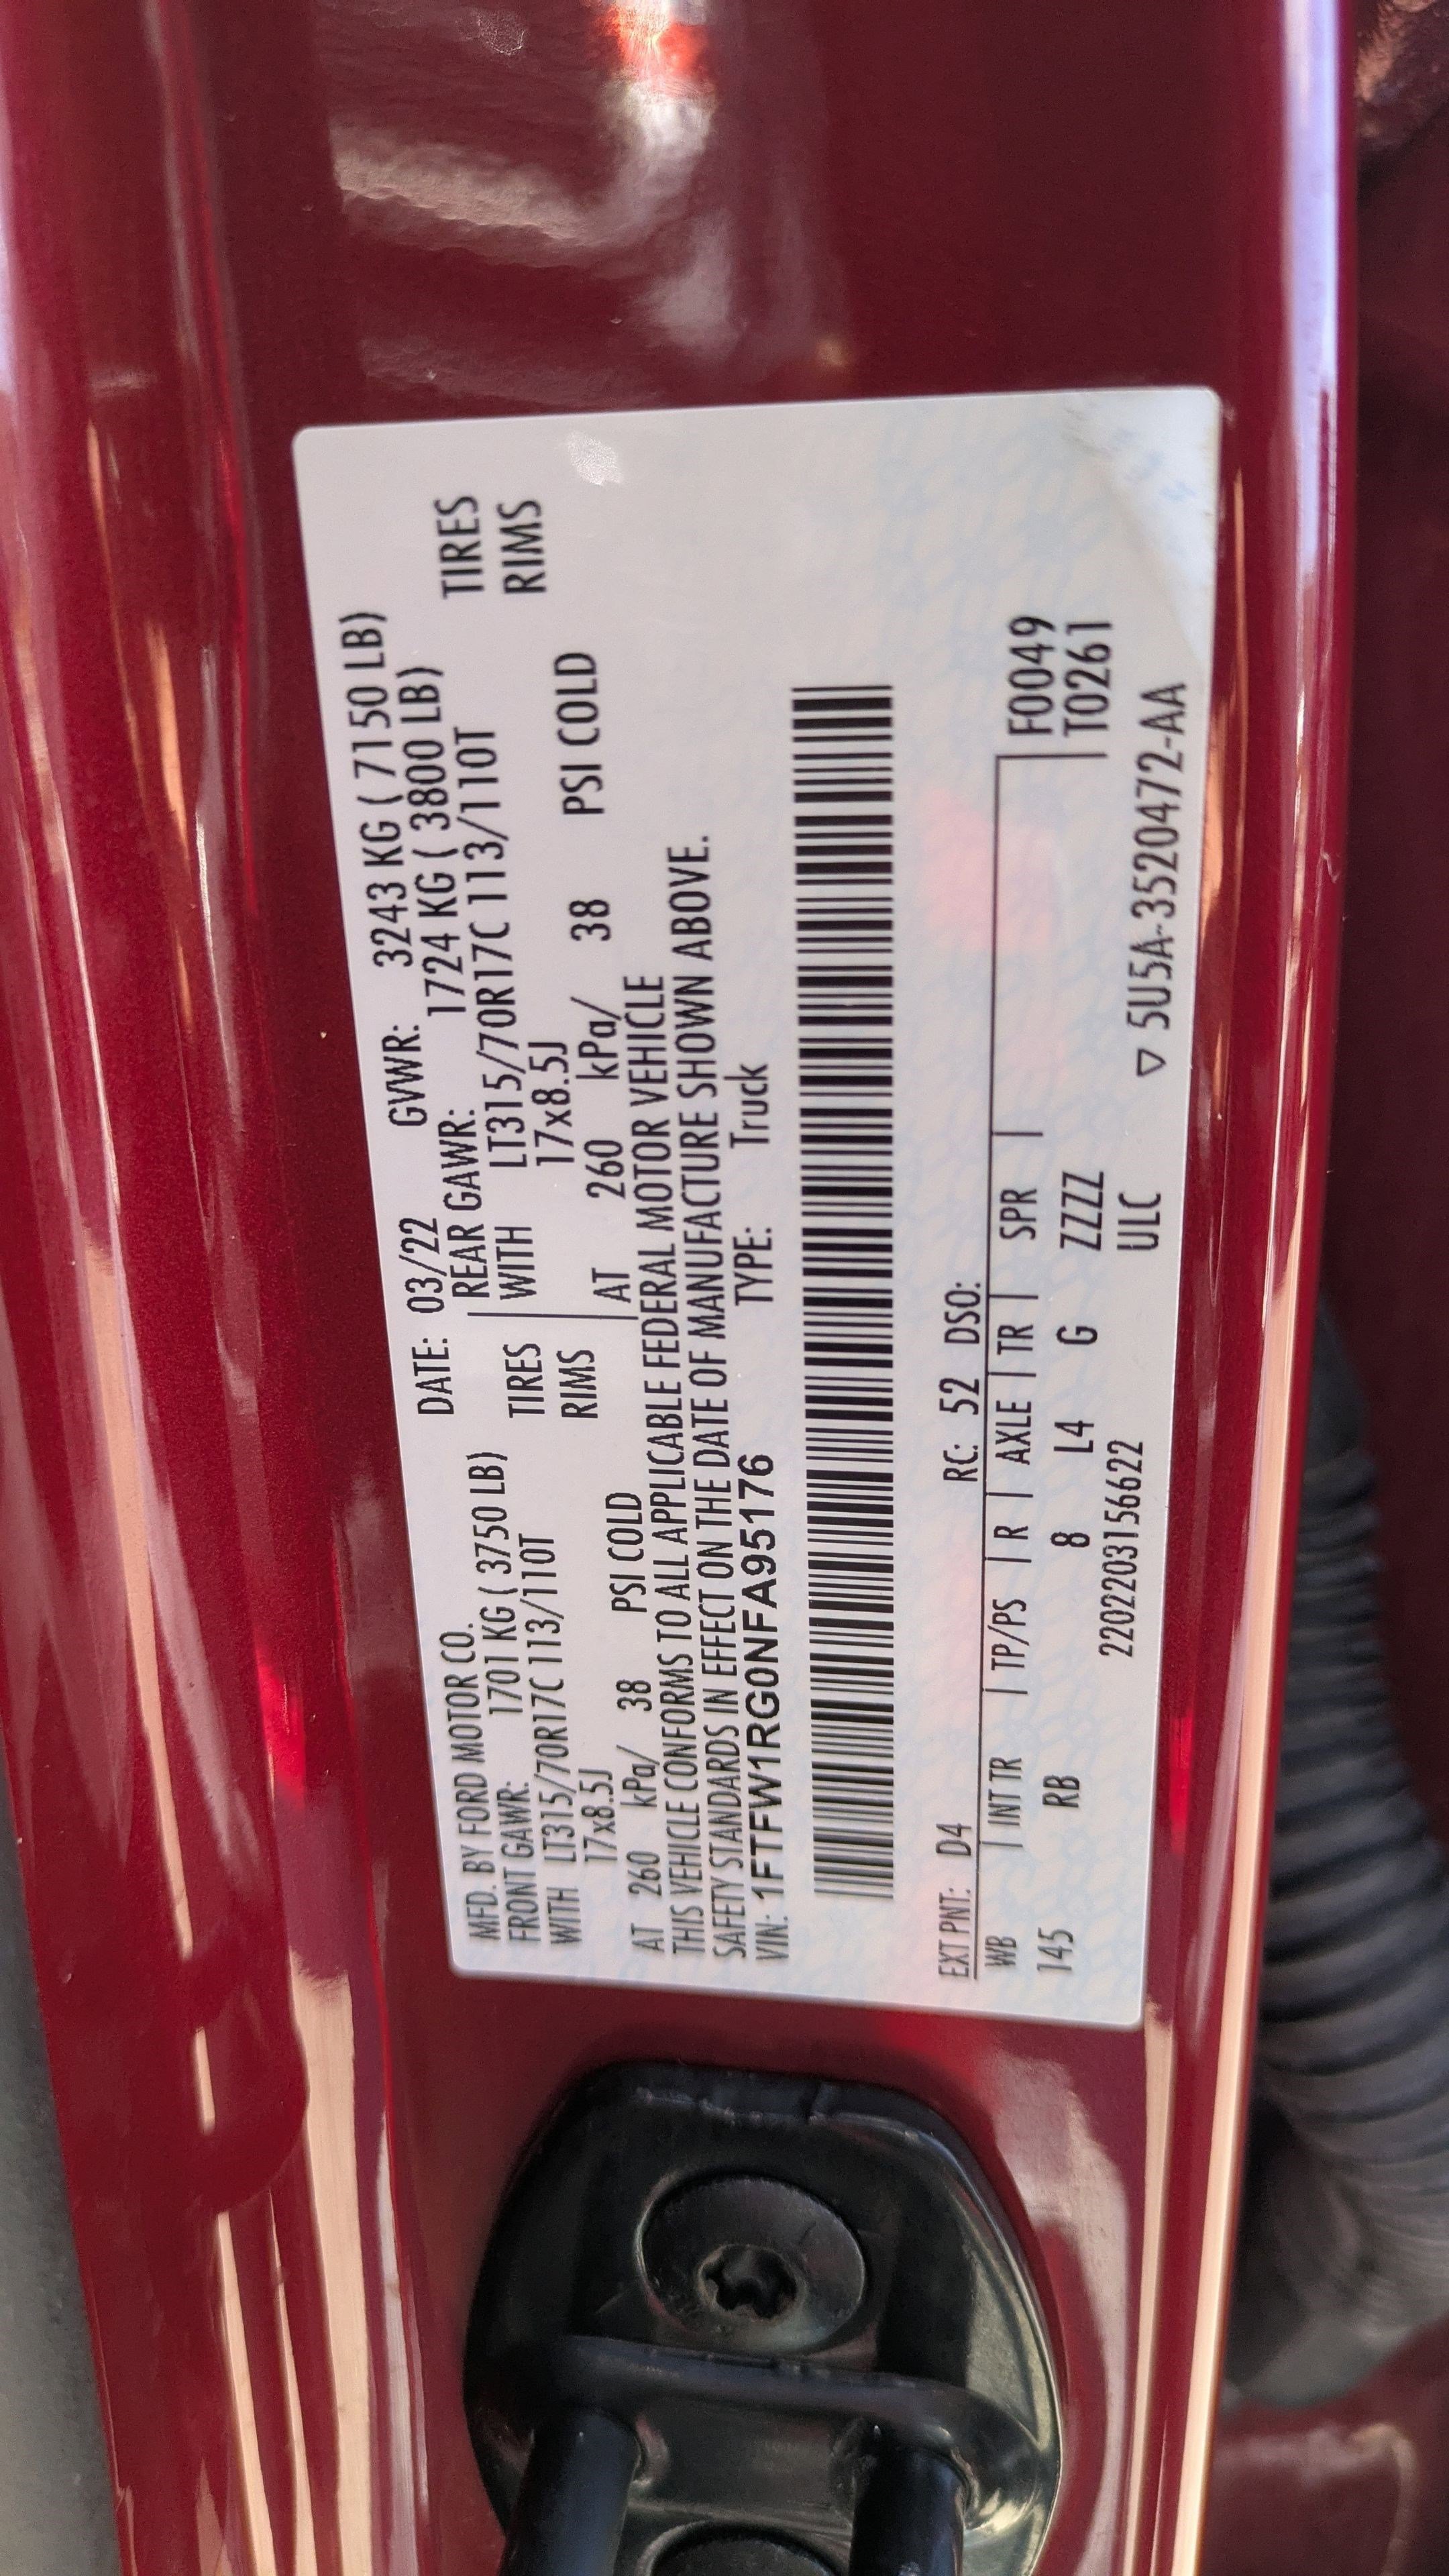 MFD. BY FORD MOTOR CO. DATE: 03/22 GVWR: 3243 KG ( 7150 LB)
FRONT GAWR: 1701 KG ( 3750 LB) REAR GAWR: 1724 KG ( 3800 LB)
WITH LT315/70R17C 113/110T TIRES WITH LT315/70R17C 113/110T TIRES
17x8.5J RIMS 17x8.5J RIMS
AT 260 kPa/ 38 PSI COLD AT 260 kPa/ 38 PSI COLD
THIS VEHICLE CONFORMS TO ALL APPLICABLE FEDERAL MOTOR VEHICLE
SAFETY STANDARDS IN EFFECT ON THE DATE OF MANUFACTURE SHOWN ABOVE.
VIN: 1FTFW1RG0NFA95176 TYPE: Truck
EXT PNT: D4 RC: 52 DSO:
WB | INT TR | TP/PS | R | AXLE | TR | SPR | F0049
145 RB 8 L4 G ZZZZ T0261
2202203156622 ULC
▽ 5U5A-3520472-AA